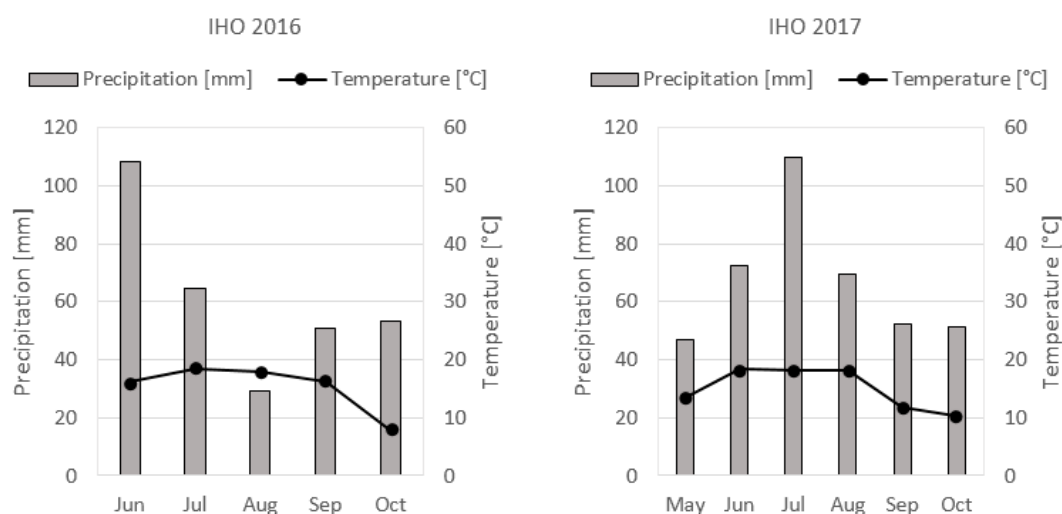 IHO 2016
Precipitation [mm] Temperature [°C]
120 60
100 50
80 40
60 30
40 20
20 10
0 0
Precipitation [mm]
Temperature [°C]
Jun Jul Aug Sep Oct
IHO 2017
Precipitation [mm] Temperature [°C]
120 60
100 50
80 40
60 30
40 20
20 10
0 0
Precipitation [mm]
Temperature [°C]
May Jun Jul Aug Sep Oct